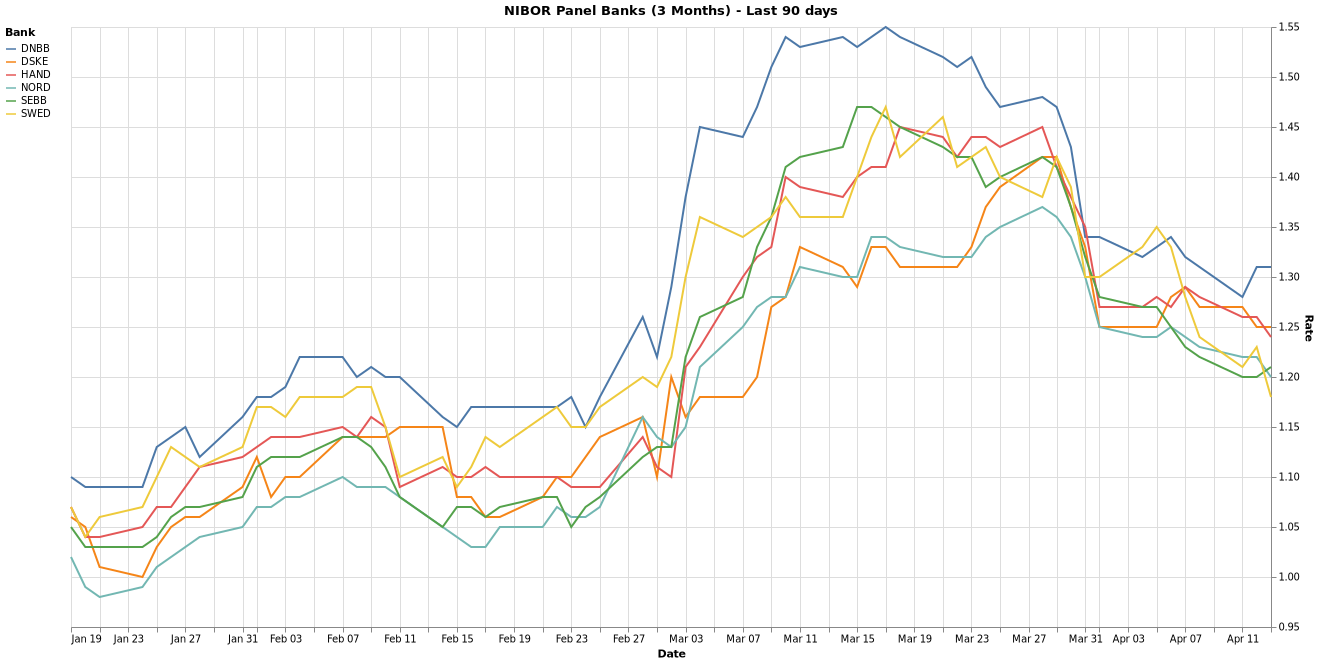 NIBOR Panel Banks (3 Months) - Last 90 days
Bank
DNBB
DSKE
HAND
NORD
SEBB
SWED
1.55
1.50
1.45
1.40
1.35
1.30
1.25
1.20
1.15
1.10
1.05
1.00
0.95
Rate
Jan 19 Jan 23 Jan 27 Jan 31 Feb 03 Feb 07 Feb 11 Feb 15 Feb 19 Feb 23 Feb 27 Mar 03 Mar 07 Mar 11 Mar 15 Mar 19 Mar 23 Mar 27 Mar 31 Apr 03 Apr 07 Apr 11
Date